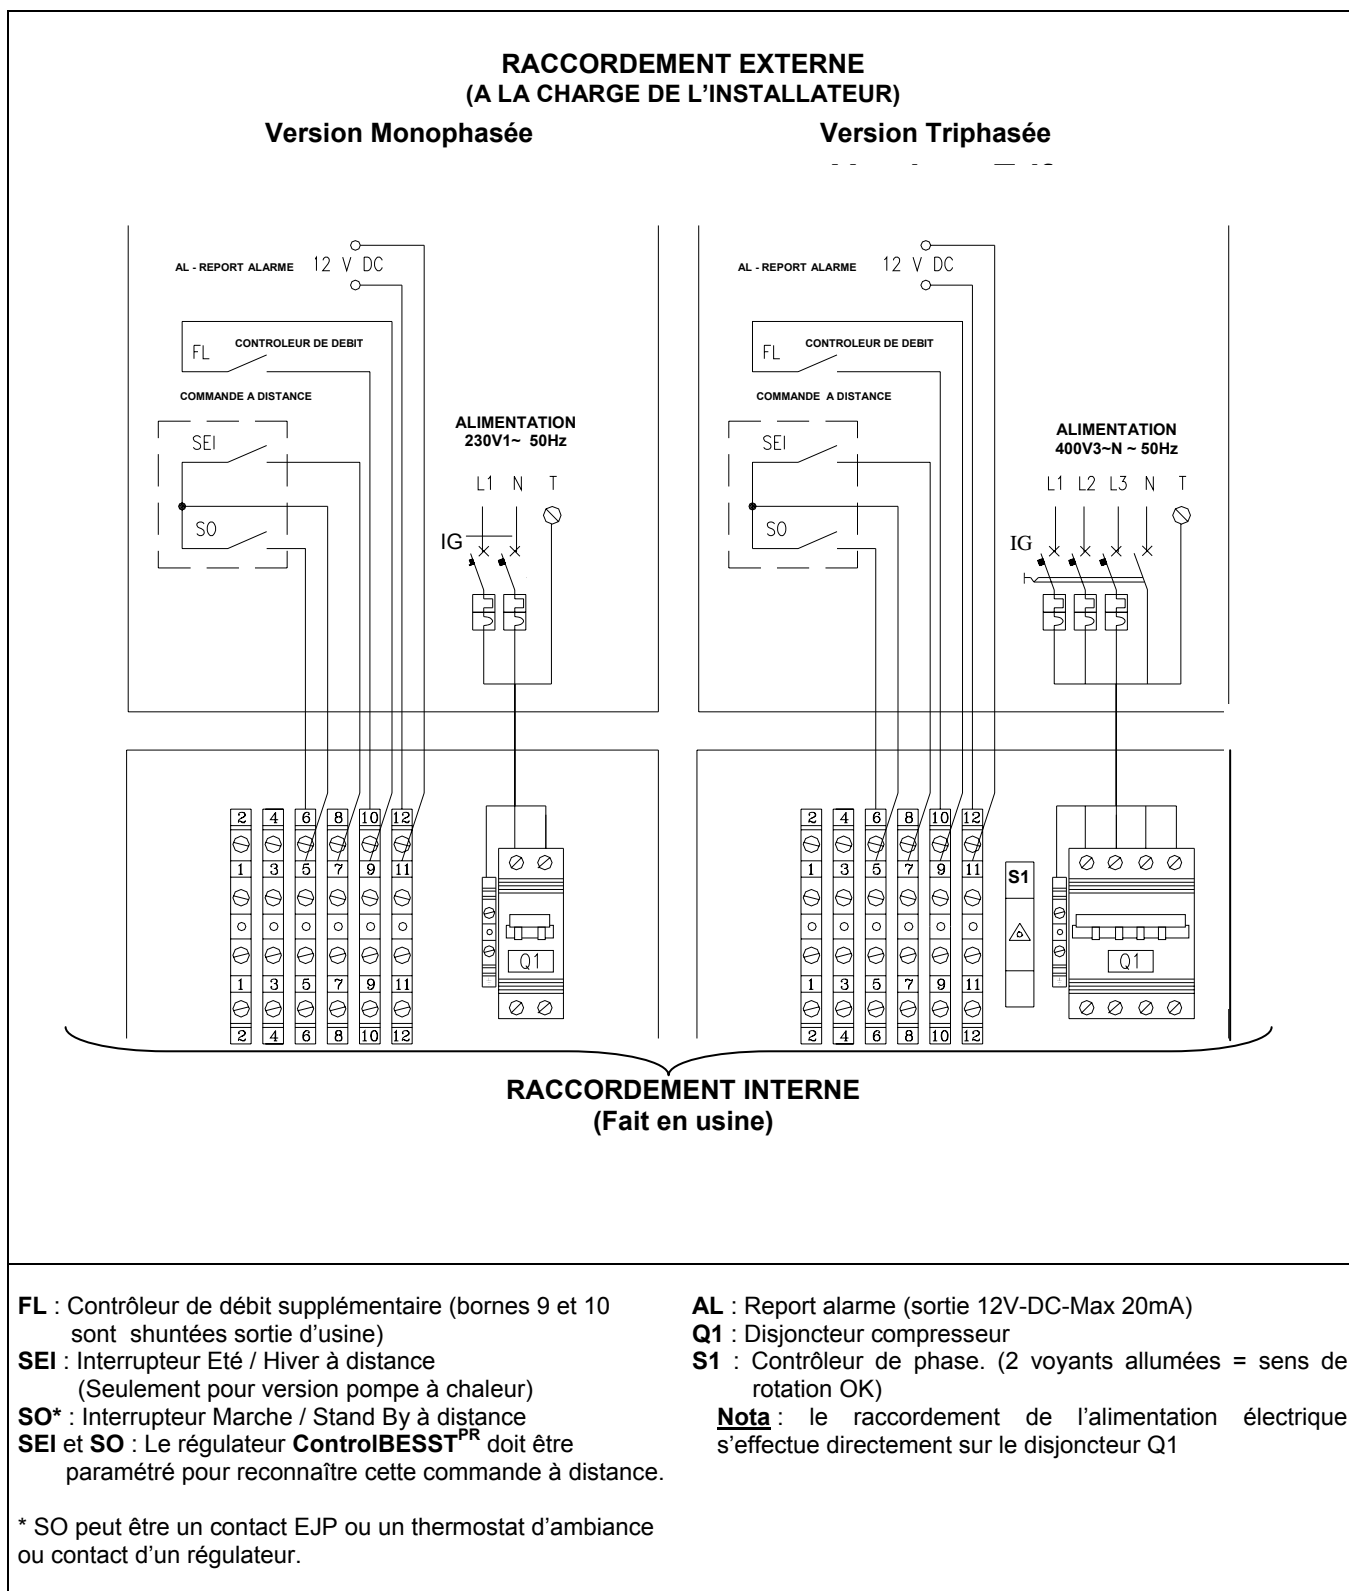 RACCORDEMENT EXTERNE
(A LA CHARGE DE L'INSTALLATEUR)
Version Monophasée
Version Triphasée
AL - REPORT ALARME
12 V DC
FL
CONTROLEUR DE DEBIT
COMMANDE A DISTANCE
SEI
SO
ALIMENTATION
230V1~ 50Hz
L1 N T
IG
AL - REPORT ALARME
12 V DC
FL
CONTROLEUR DE DEBIT
COMMANDE A DISTANCE
SEI
SO
ALIMENTATION
400V3~N ~ 50Hz
L1 L2 L3 N T
IG
2 4 6 8 10 12
1 3 5 7 9 11
Q1
1 3 5 7 9 11
2 4 6 8 10 12
2 4 6 8 10 12
1 3 5 7 9 11
S1
Q1
1 3 5 7 9 11
2 4 6 8 10 12
RACCORDEMENT INTERNE
(Fait en usine)
FL : Contrôleur de débit supplémentaire (bornes 9 et 10
sont shuntées sortie d'usine)
SEI : Interrupteur Eté / Hiver à distance
(Seulement pour version pompe à chaleur)
SO* : Interrupteur Marche / Stand By à distance
SEI et SO : Le régulateur ControlBESST PR doit être
paramétré pour reconnaître cette commande à distance.
* SO peut être un contact EJP ou un thermostat d'ambiance
ou contact d'un régulateur.
AL : Report alarme (sortie 12V-DC-Max 20mA)
Q1 : Disjoncteur compresseur
S1 : Contrôleur de phase. (2 voyants allumées = sens de
rotation OK)
Nota : le raccordement de l'alimentation électrique
s'effectue directement sur le disjoncteur Q1